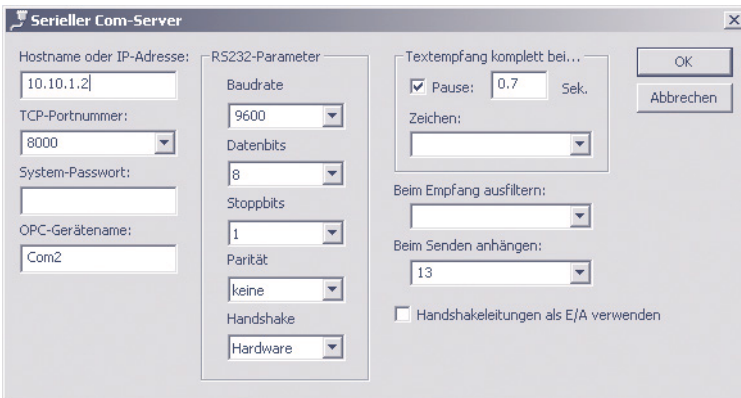 Serieller Com-Server
Hostname oder IP-Adresse:
10.10.1.2
TCP-Portnummer:
8000
System-Passwort:
OPC-Gerätename:
Com2
RS232-Parameter
Baudrate
9600
Datenbits
8
Stoppbits
1
Parität
keine
Handshake
Hardware
Textempfang komplett bei...
Pause: 0.7 Sek.
Zeichen:
Beim Empfang ausfiltern:
Beim Senden anhängen:
13
Handshakeleitungen als E/A verwenden
OK
Abbrechen